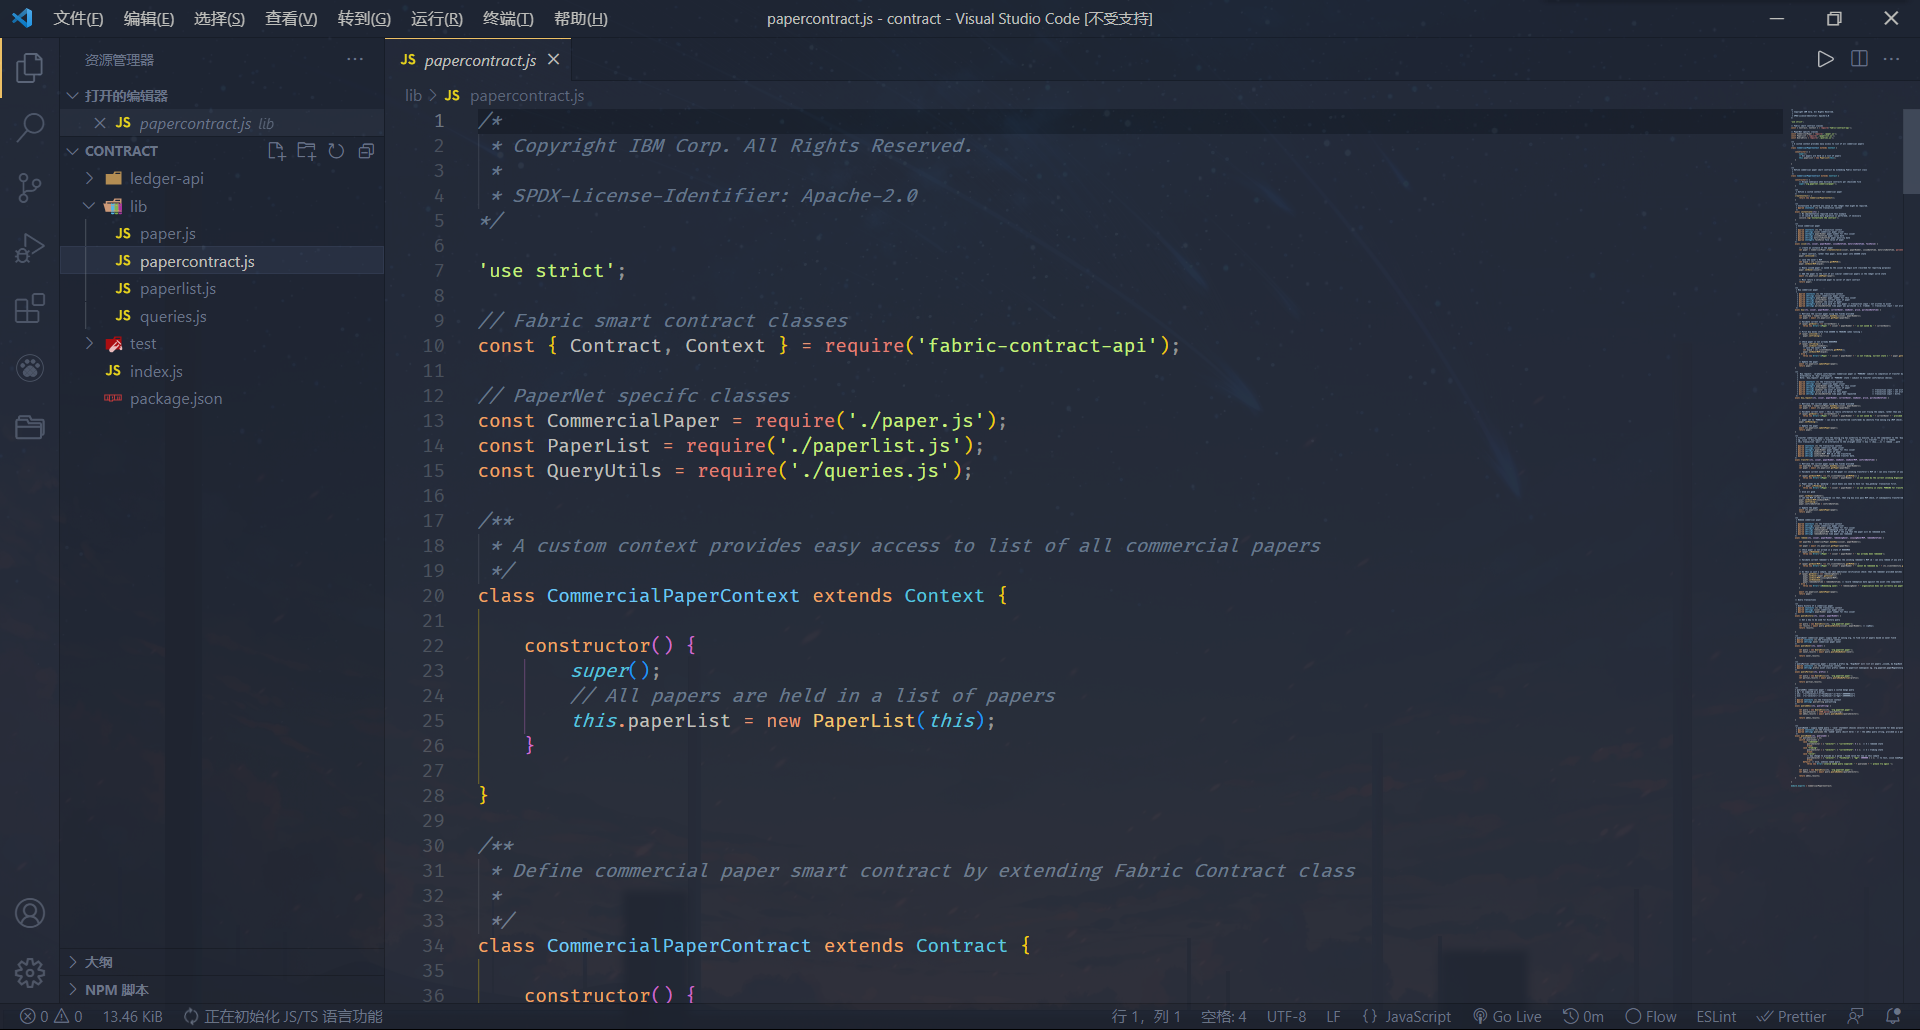 文件(F) 编辑(E) 选择(S) 查看(V) 转到(G) 运行(R) 终端(T) 帮助(H)
papercontract.js - contract - Visual Studio Code [不受支持]
资源管理器
打开的编辑器
JS papercontract.js lib
CONTRACT
ledger-api
lib
JS paper.js
JS papercontract.js
JS paperlist.js
JS queries.js
test
JS index.js
package.json
大纲
NPM 脚本
JS papercontract.js
lib JS papercontract.js
1 /*
2 * Copyright IBM Corp. All Rights Reserved.
3 *
4 * SPDX-License-Identifier: Apache-2.0
5 */
6
7 'use strict';
8
9 // Fabric smart contract classes
10 const { Contract, Context } = require('fabric-contract-api');
11
12 // PaperNet specifc classes
13 const CommercialPaper = require('./paper.js');
14 const PaperList = require('./paperlist.js');
15 const QueryUtils = require('./queries.js');
16
17 /**
18 * A custom context provides easy access to list of all commercial papers
19 */
20 class CommercialPaperContext extends Context {
21
22 constructor() {
23 super();
24 // All papers are held in a list of papers
25 this.paperList = new PaperList(this);
26 }
27
28 }
29
30 /**
31 * Define commercial paper smart contract by extending Fabric Contract class
32 *
33 */
34 class CommercialPaperContract extends Contract {
35
36 constructor() {
0 0 13.46 KiB 正在初始化 JS/TS 语言功能 行 1, 列 1 空格: 4 UTF-8 LF {} JavaScript Go Live 0m Flow ESLint Prettier